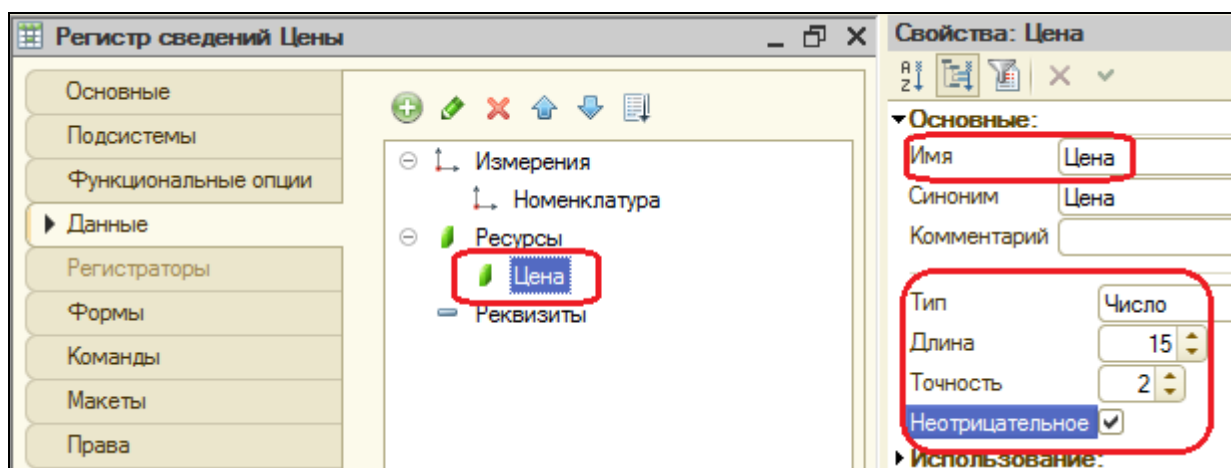 Регистр сведений Цены
Основные
Подсистемы
Функциональные опции
Данные
Регистраторы
Формы
Команды
Макеты
Права
Измерения
Номенклатура
Ресурсы
Цена
Реквизиты
Свойства: Цена
Основные:
Имя Цена
Синоним Цена
Комментарий
Тип Число
Длина 15
Точность 2
Неотрицательное
Использование: